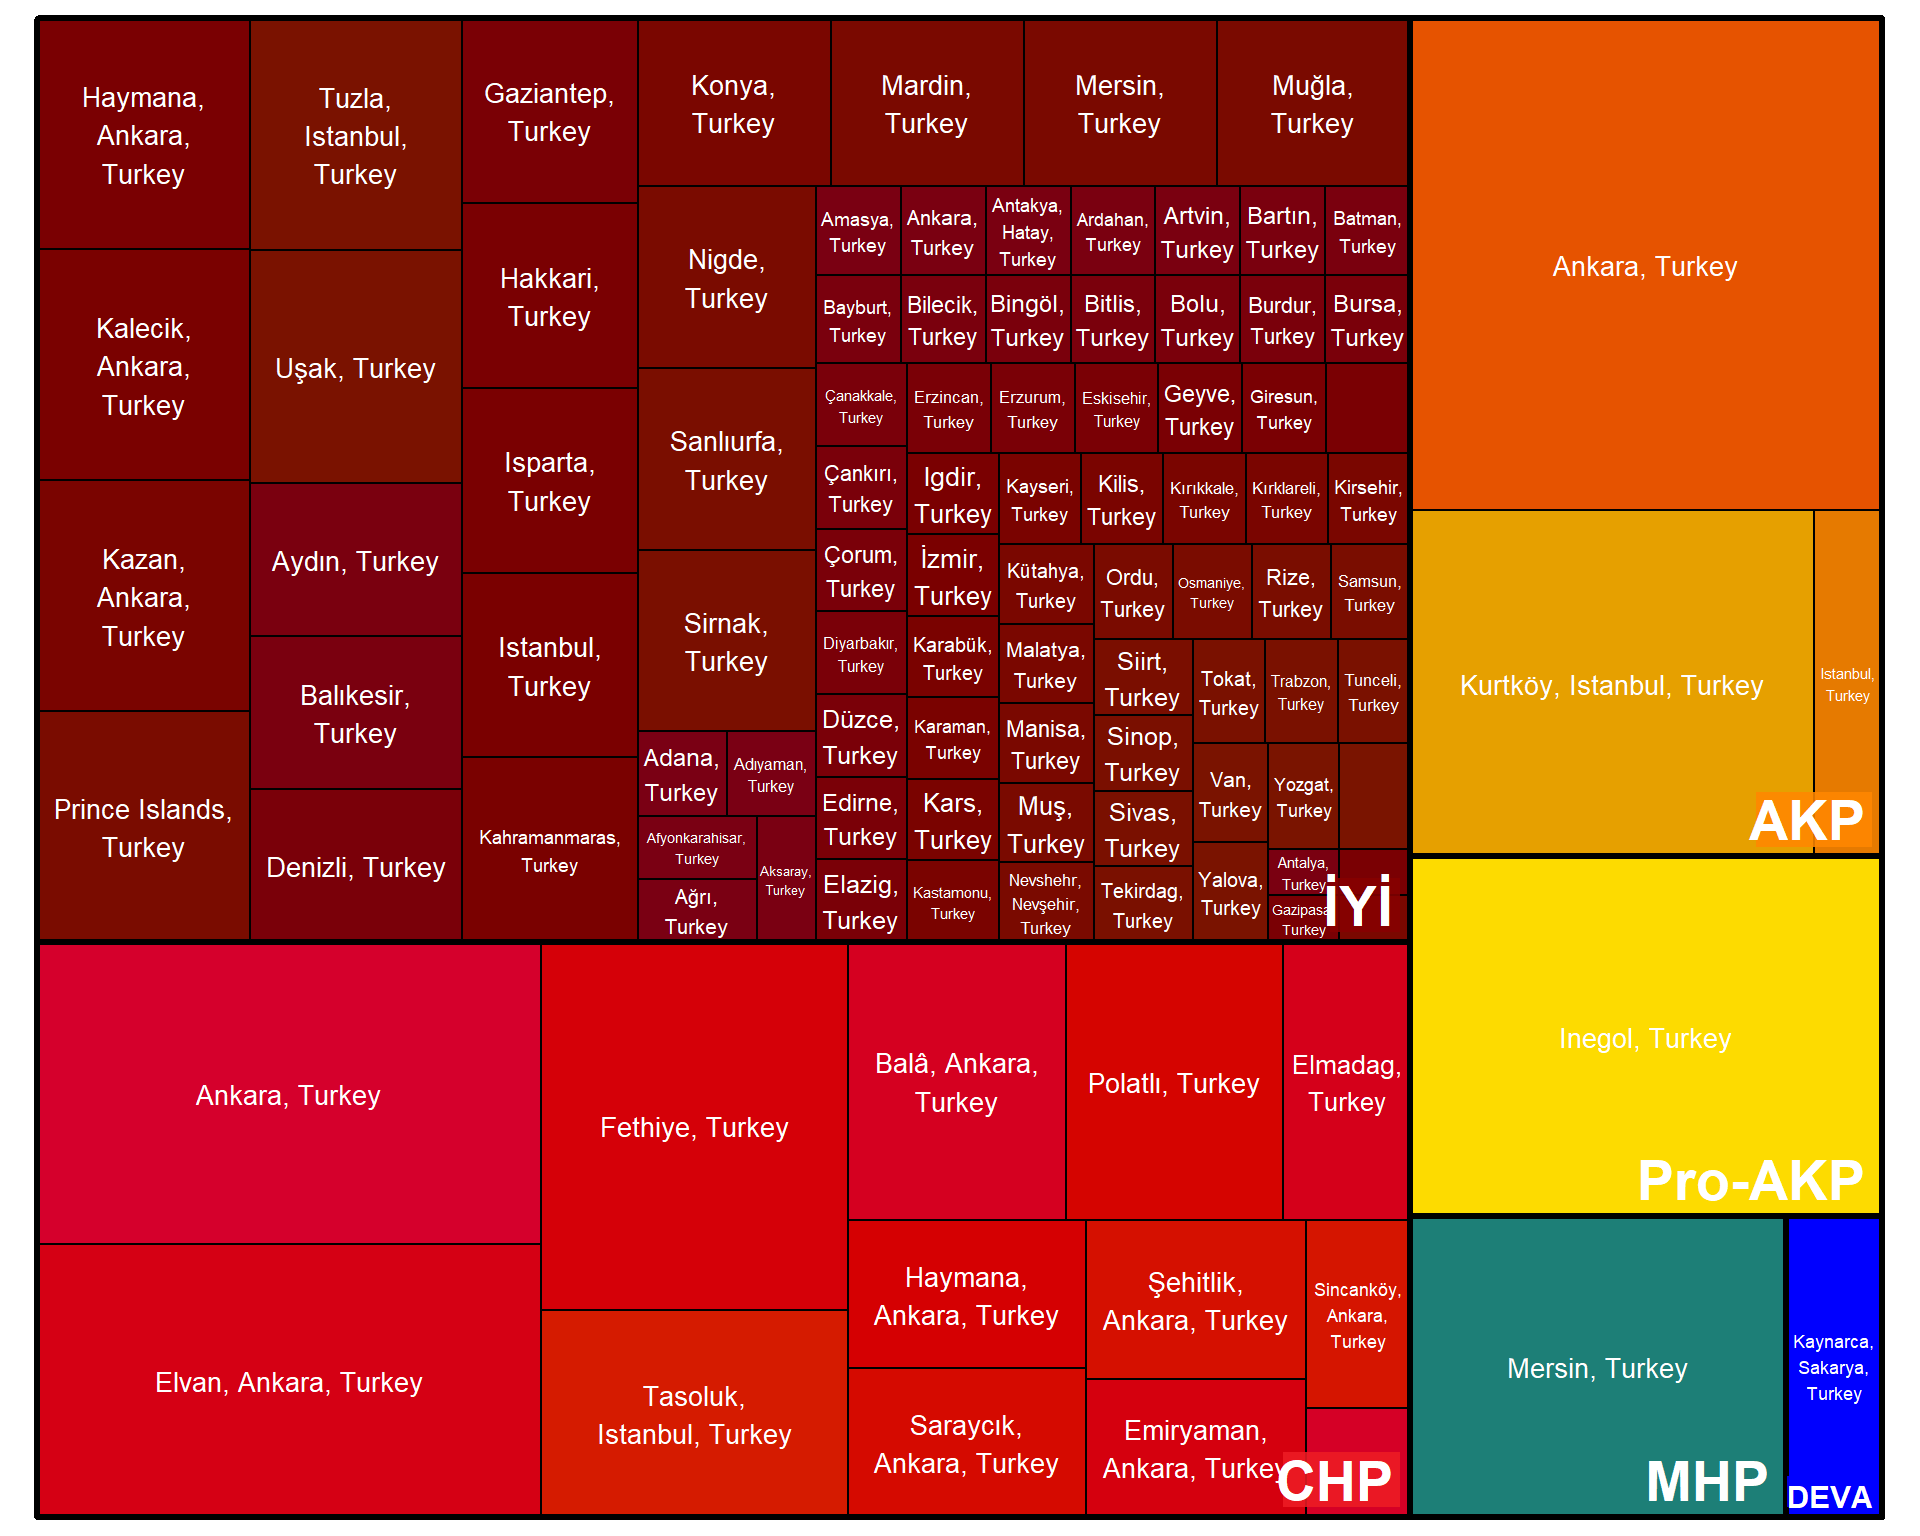 Haymana,
Ankara,
Turkey
Kalecik,
Ankara,
Turkey
Kazan,
Ankara,
Turkey
Prince Islands,
Turkey
Tuzla,
Istanbul,
Turkey
Uşak, Turkey
Aydın, Turkey
Balıkesir,
Turkey
Denizli, Turkey
Gaziantep,
Turkey
Hakkari,
Turkey
Isparta,
Turkey
Istanbul,
Turkey
Kahramanmaras,
Turkey
Konya,
Turkey
Mardin,
Turkey
Mersin,
Turkey
Muğla,
Turkey
Nigde,
Turkey
Sanlıurfa,
Turkey
Sirnak,
Turkey
Adana,
Turkey
Adıyaman,
Turkey
Afyonkarahisar,
Turkey
Ağrı,
Turkey
Aksaray,
Turkey
Amasya,
Turkey
Ankara,
Turkey
Antakya,
Hatay,
Turkey
Ardahan,
Turkey
Artvin,
Turkey
Bartın,
Turkey
Batman,
Turkey
Bayburt,
Turkey
Bilecik,
Turkey
Bingöl,
Turkey
Bitlis,
Turkey
Bolu,
Turkey
Burdur,
Turkey
Bursa,
Turkey
Çanakkale,
Turkey
Çankırı,
Turkey
Çorum,
Turkey
Diyarbakır,
Turkey
Düzce,
Turkey
Edirne,
Turkey
Elazig,
Turkey
Erzincan,
Turkey
Erzurum,
Turkey
Eskisehir,
Turkey
Geyve,
Turkey
Giresun,
Turkey
Igdir,
Turkey
İzmir,
Turkey
Karabük,
Turkey
Karaman,
Turkey
Kars,
Turkey
Kastamonu,
Turkey
Kayseri,
Turkey
Kilis,
Turkey
Kırıkkale,
Turkey
Kırklareli,
Turkey
Kirsehir,
Turkey
Kütahya,
Turkey
Malatya,
Turkey
Manisa,
Turkey
Muş,
Turkey
Nevshehr,
Nevşehir,
Turkey
Ordu,
Turkey
Osmaniye,
Turkey
Rize,
Turkey
Samsun,
Turkey
Siirt,
Turkey
Sinop,
Turkey
Sivas,
Turkey
Tekirdag,
Turkey
Tokat,
Turkey
Trabzon,
Turkey
Tunceli,
Turkey
Van,
Turkey
Yozgat,
Turkey
Yalova,
Turkey
Antalya,
Turkey
Gazipasa
Turkey
İYİ
Ankara, Turkey
Elvan, Ankara, Turkey
Fethiye, Turkey
Tasoluk,
Istanbul, Turkey
Balâ, Ankara,
Turkey
Polatlı, Turkey
Elmadag,
Turkey
Haymana,
Ankara, Turkey
Saraycık,
Ankara, Turkey
Şehitlik,
Ankara, Turkey
Emiryaman,
Ankara, Turkey
Sincanköy,
Ankara,
Turkey
CHP
Ankara, Turkey
Kurtköy, Istanbul, Turkey
Istanbul,
Turkey
AKP
Inegol, Turkey
Pro-AKP
Mersin, Turkey
MHP
Kaynarca,
Sakarya,
Turkey
DEVA